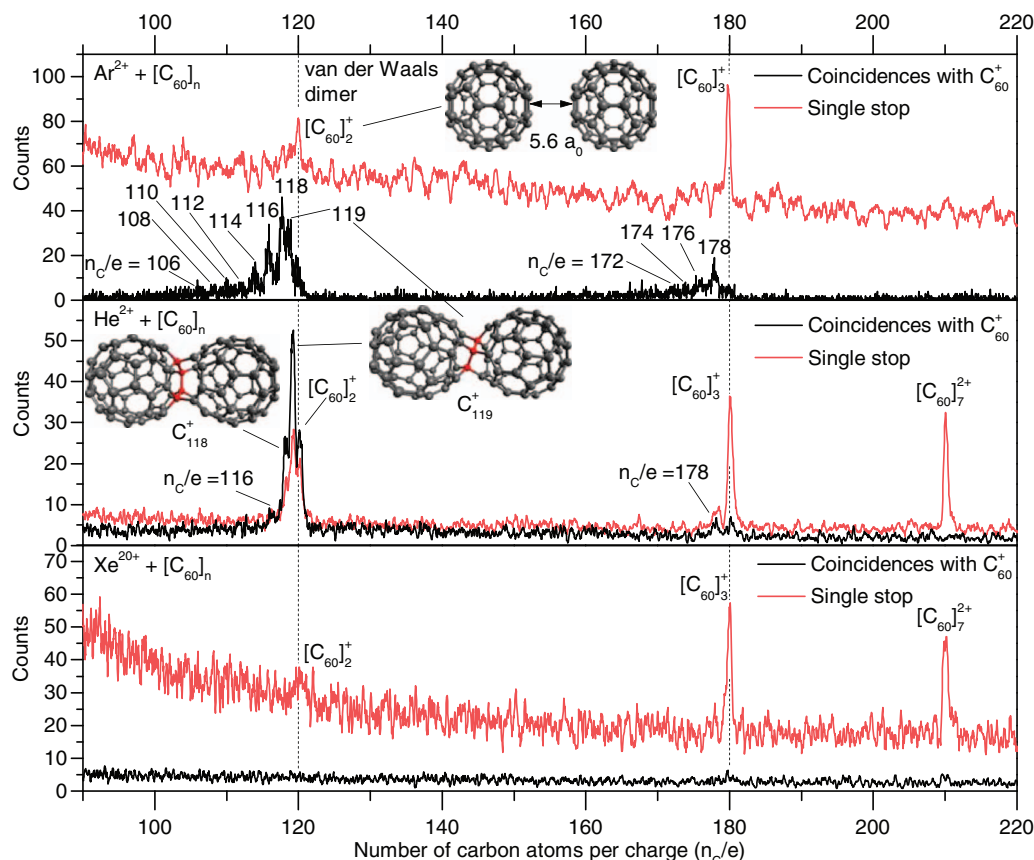 100 120 140 160 180 200 220
Ar2+ + [C60]n
van der Waals
dimer
[C60]2+
5.6 a0
[C60]3+
Coincidences with C60+
Single stop
Counts
100
80
60
40
20
0
110
112
108
114
116
118
119
nC/e = 106
174
176
178
nC/e = 172
He2+ + [C60]n
Coincidences with C60+
Single stop
Counts
50
40
30
20
10
0
[C60]2+
C118+
C119+
nC/e =116
[C60]3+
nC/e =178
[C60]72+
Xe20+ + [C60]n
Coincidences with C60+
Single stop
Counts
70
60
50
40
30
20
10
0
[C60]2+
[C60]3+
[C60]72+
100 120 140 160 180 200 220
Number of carbon atoms per charge (nC/e)